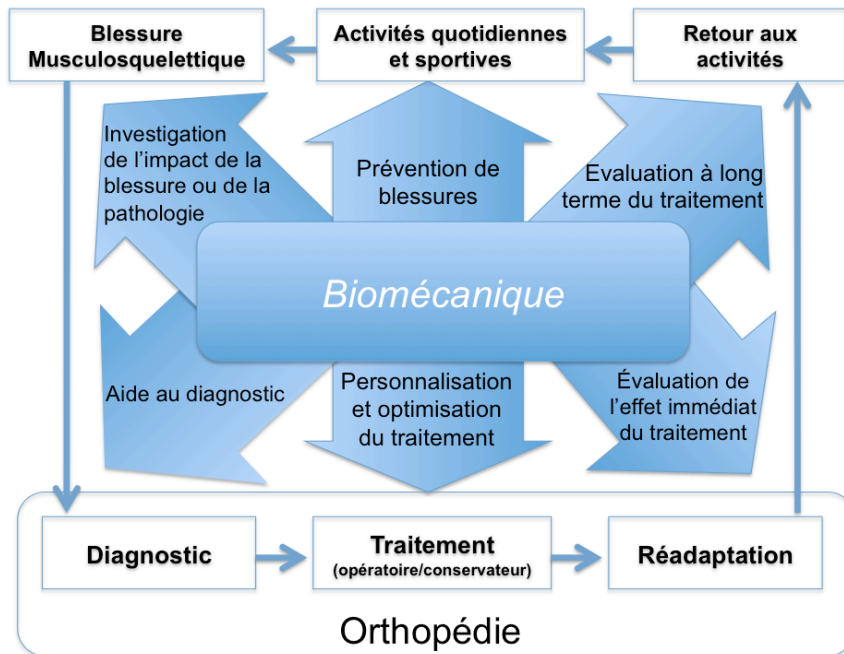 Blessure
Musculosquelettique
Activités quotidiennes
et sportives
Retour aux
activités
Investigation
de l'impact de la
blessure ou de la
pathologie
Prévention de
blessures
Evaluation à long
terme du traitement
Biomécanique
Aide au diagnostic
Personnalisation
et optimisation
du traitement
Évaluation de
l'effet immédiat
du traitement
Diagnostic
Traitement
(opératoire/conservateur)
Réadaptation
Orthopédie